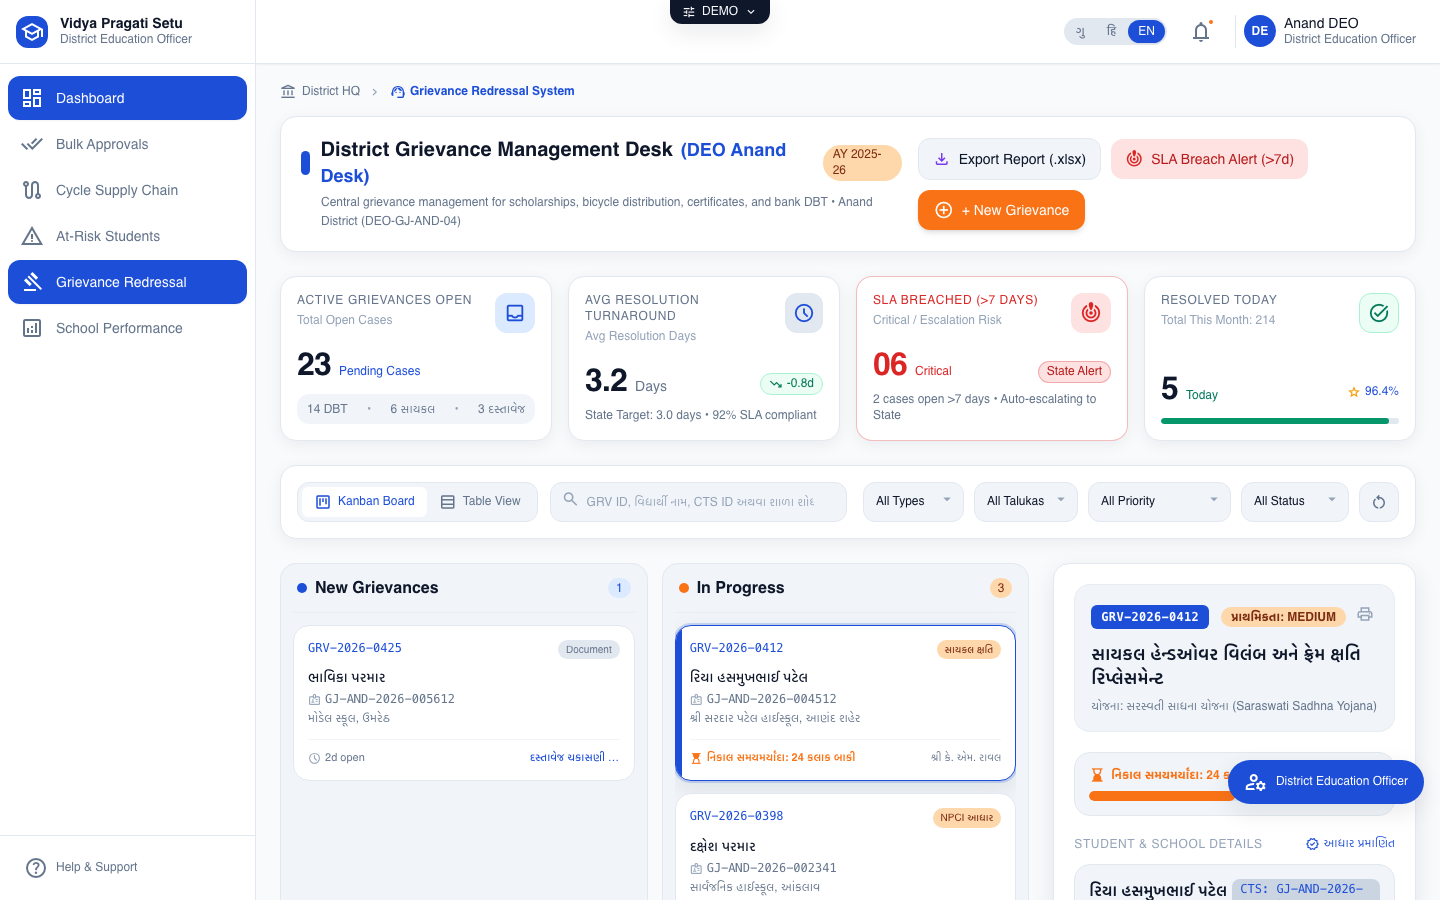 Vidya Pragati Setu
District Education Officer
DEMO
ગુ
हि
EN
DE
Anand DEO
District Education Officer
Dashboard
Bulk Approvals
Cycle Supply Chain
At-Risk Students
Grievance Redressal
School Performance
Help & Support
District HQ
Grievance Redressal System
District Grievance Management Desk (DEO Anand
Desk)
AY 2025-
26
Central grievance management for scholarships, bicycle distribution, certificates, and bank DBT • Anand
District (DEO-GJ-AND-04)
Export Report (.xlsx)
SLA Breach Alert (>7d)
+ New Grievance
ACTIVE GRIEVANCES OPEN
Total Open Cases
23 Pending Cases
14 DBT • 6 સાયકલ • 3 દસ્તાવેજ
AVG RESOLUTION
TURNAROUND
Avg Resolution Days
3.2 Days
-0.8d
State Target: 3.0 days • 92% SLA compliant
SLA BREACHED (>7 DAYS)
Critical / Escalation Risk
06 Critical
State Alert
2 cases open >7 days • Auto-escalating to
State
RESOLVED TODAY
Total This Month: 214
5 Today
96.4%
Kanban Board
Table View
GRV ID, વિદ્યાર્થી નામ, CTS ID અથવા શાળા શોધ
All Types
All Talukas
All Priority
All Status
New Grievances
1
GRV-2026-0425
Document
ભાવિકા પરમાર
GJ-AND-2026-005612
મોડેલ સ્કૂલ, ઉમરેઠ
2d open
દસ્તાવેજ ચકાસણી ...
In Progress
3
GRV-2026-0412
સાયકલ ક્ષતિ
રિયા હસમુખભાઈ પટેલ
GJ-AND-2026-004512
શ્રી સરદાર પટેલ હાઈસ્કૂલ, આણંદ શહેર
નિકાલ સમયમર્યાદા: 24 કલાક બાકી
શ્રી કે. એમ. રાવલ
GRV-2026-0398
NPCI આધાર
દક્ષેશ પરમાર
GJ-AND-2026-002341
સાર્વજનિક હાઈસ્કૂલ, આંકલાવ
GRV-2026-0412
પ્રાથમિકતા: MEDIUM
સાયકલ હેન્ડઓવર વિલંબ અને ફ્રેમ ક્ષતિ
રિપ્લેસમેન્ટ
યોજના: સરસ્વતી સાધના યોજના (Saraswati Sadhna Yojana)
નિકાલ સમયમર્યાદા: 24 ક
District Education Officer
STUDENT & SCHOOL DETAILS
આધાર પ્રમાણિત
રિયા હસમુખભાઈ પટેલ
CTS: GJ-AND-2026-